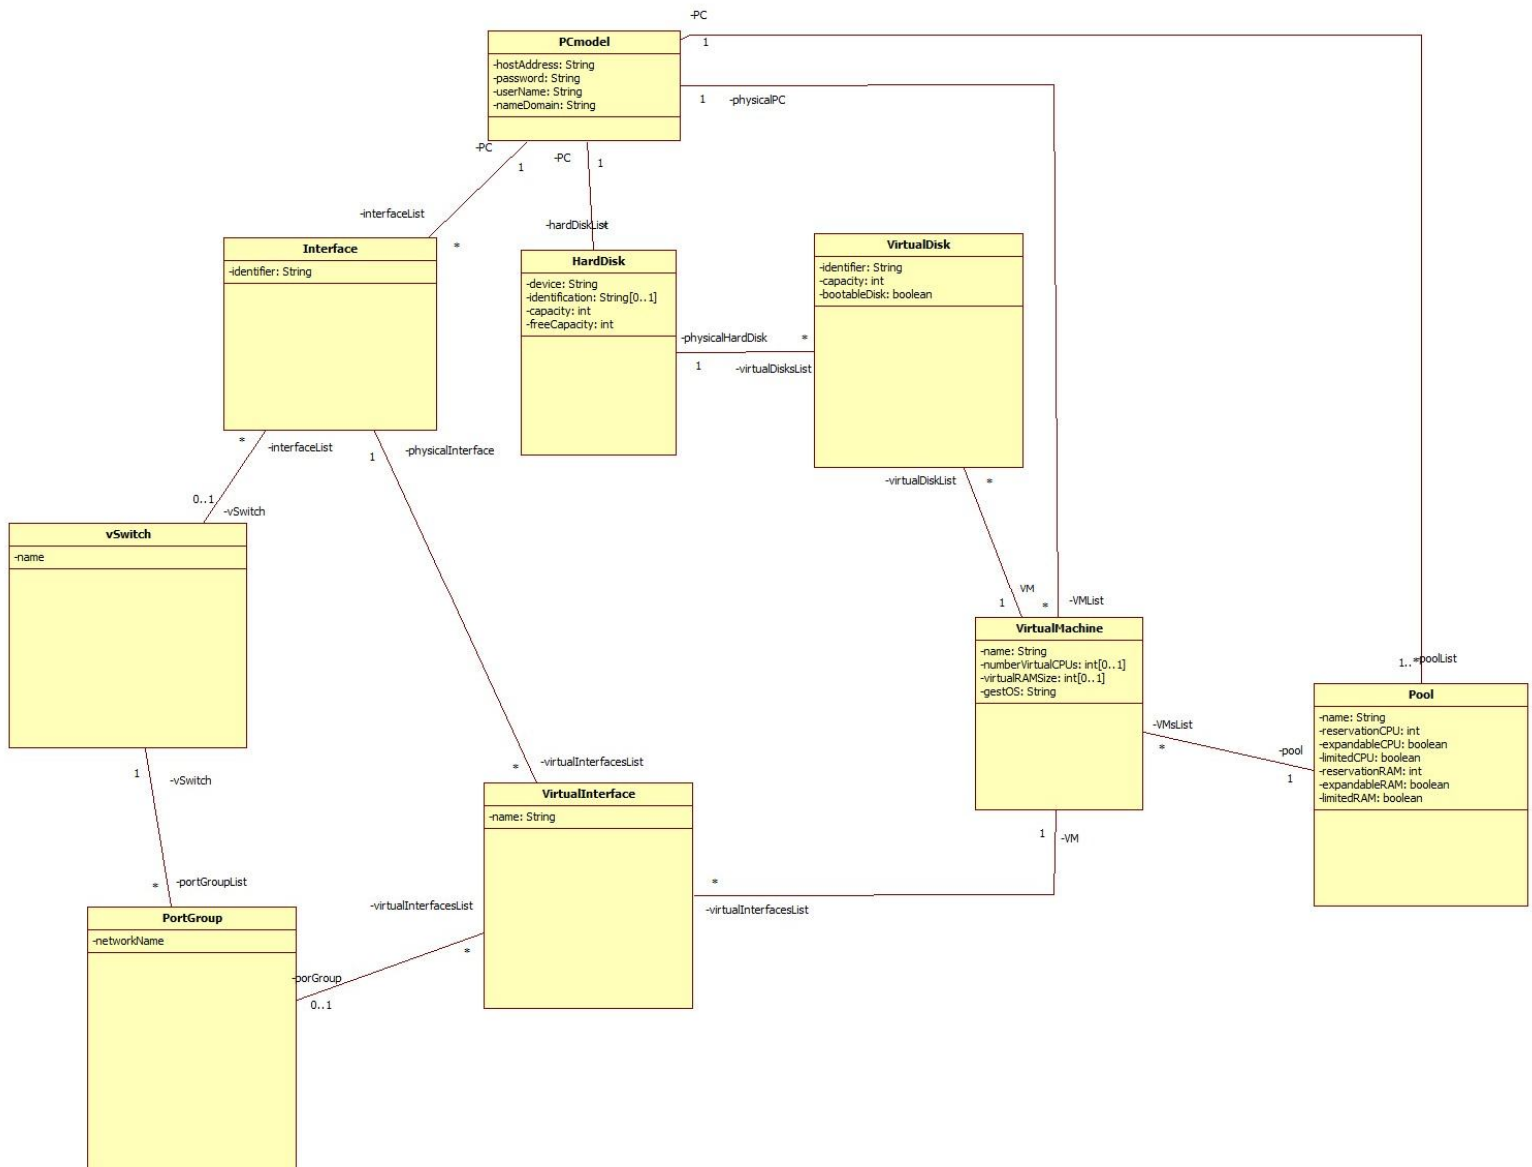 -PC
1
PCmodel
-hostAddress: String
-password: String
-userName: String
-nameDomain: String
1
-physicalPC
-PC
1
-PC
1
-interfaceList
*
-hardDiskList
*
Interface
-identifier: String
HardDisk
-device: String
-identification: String[0..1]
-capacity: int
-freeCapacity: int
VirtualDisk
-identifier: String
-capacity: int
-bootableDisk: boolean
-physicalHardDisk
*
1
-virtualDisksList
*
-interfaceList
1
-physicalInterface
-virtualDiskList
*
0..1
-vSwitch
vSwitch
-name
VM
1
*
-VMList
VirtualMachine
-name: String
-numberVirtualCPUs: int[0..1]
-virtualRAMSize: int[0..1]
-gestOS: String
1..*
-poolList
Pool
-name: String
-reservationCPU: int
-expandableCPU: boolean
-limitedCPU: boolean
-reservationRAM: int
-expandableRAM: boolean
-limitedRAM: boolean
-VMsList
*
-pool
1
1
-vSwitch
*
-virtualInterfacesList
VirtualInterface
-name: String
1
-VM
*
-portGroupList
-virtualInterfacesList
*
*
-virtualInterfacesList
PortGroup
-networkName
-porGroup
0..1